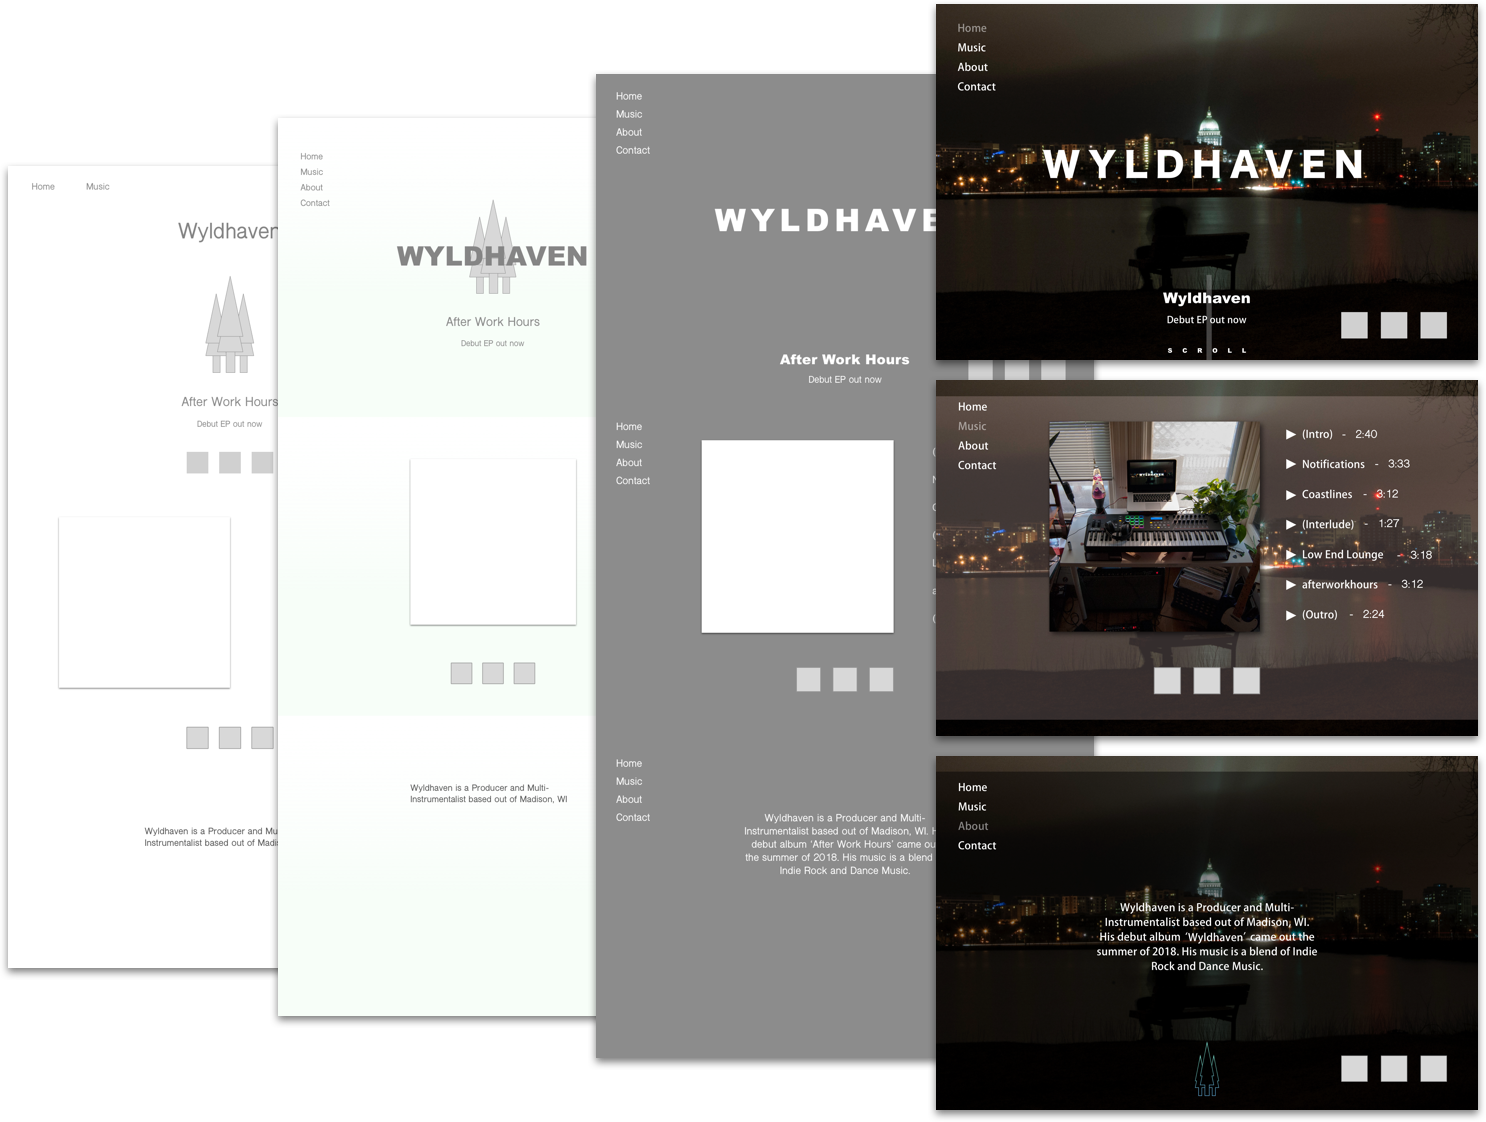 Home
Music
Wyldhaven
After Work Hours
Debut EP out now
Wyldhaven is a Producer and Mu
Instrumentalist based out of Madis
Home
Music
About
Contact
WYLDHAVEN
After Work Hours
Debut EP out now
Wyldhaven is a Producer and Multi-
Instrumentalist based out of Madison, WI
Home
Music
About
Contact
WYLDHAVE
After Work Hours
Debut EP out now
Home
Music
About
Contact
Home
Music
About
Contact
Wyldhaven is a Producer and Multi-
Instrumentalist based out of Madison, WI. H
debut album ‘After Work Hours’ came ou
the summer of 2018. His music is a blend
Indie Rock and Dance Music.
Home
Music
About
Contact
WYLDHAVEN
Wyldhaven
Debut EP out now
SCROLL
Home
Music
About
Contact
WYLDHAVEN
(Intro) - 2:40
Notifications - 3:33
Coastlines - 3:12
(Interlude) - 1:27
Low End Lounge - 3:18
afterworkhours - 3:12
(Outro) - 2:24
Home
Music
About
Contact
Wyldhaven is a Producer and Multi-
Instrumentalist based out of Madison, WI.
His debut album ‘Wyldhaven’ came out the
summer of 2018. His music is a blend of Indie
Rock and Dance Music.